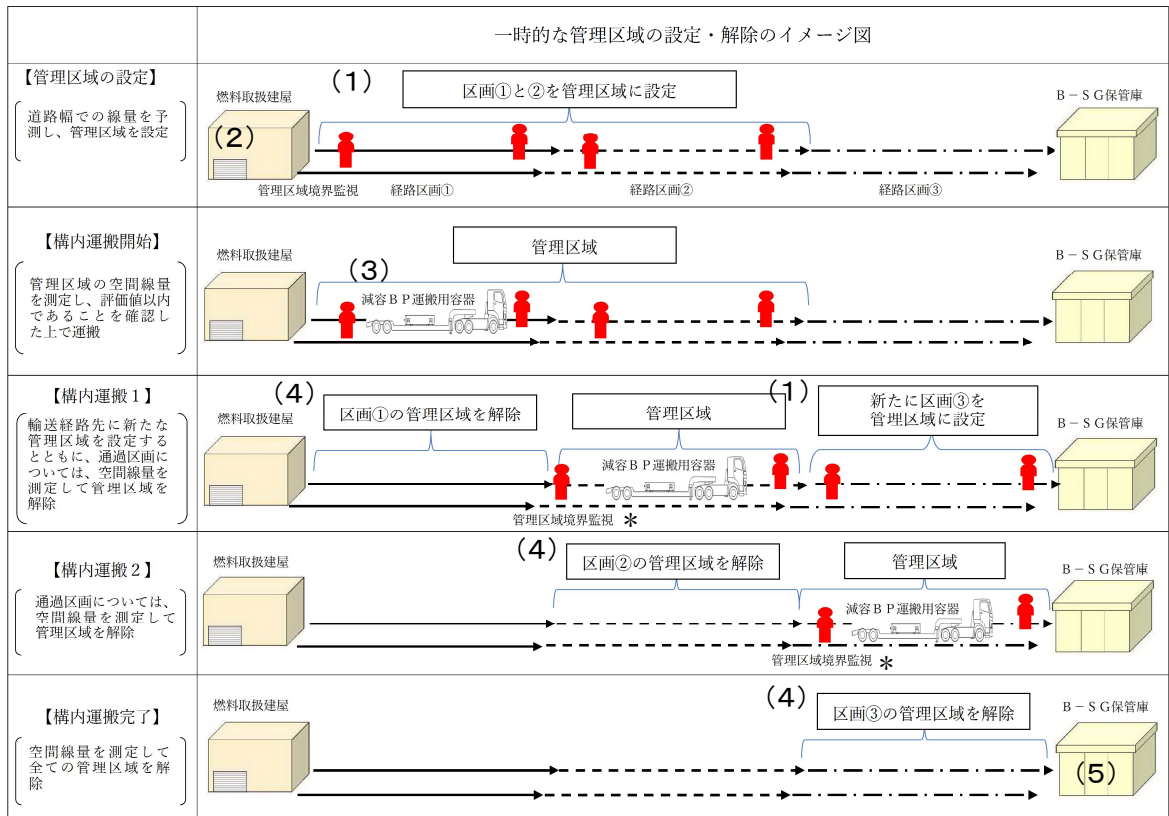 一時的な管理区域の設定・解除のイメージ図
【管理区域の設定】
道路幅での線量を予
測し、管理区域を設定
燃料取扱建屋
(1)
区画①と②を管理区域に設定
B－SG保管庫
(2)
管理区域境界監視
経路区画①
経路区画②
経路区画③
【構内運搬開始】
管理区域の空間線量
を測定し、評価値以内
であることを確認し
た上で運搬
燃料取扱建屋
管理区域
B－SG保管庫
(3)
減容BP運搬用容器
【構内運搬1】
輸送経路先に新たな
管理区域を設定する
とともに、通過区画に
ついては、空間線量を
測定して管理区域を
解除
燃料取扱建屋
(4)
区画①の管理区域を解除
管理区域
(1)
新たに区画③を
管理区域に設定
B－SG保管庫
減容BP運搬用容器
管理区域境界監視 ＊
【構内運搬2】
通過区画については、
空間線量を測定して
管理区域を解除
燃料取扱建屋
(4)
区画②の管理区域を解除
管理区域
B－SG保管庫
減容BP運搬用容器
管理区域境界監視 ＊
【構内運搬完了】
空間線量を測定して
全ての管理区域を解
除
燃料取扱建屋
(4)
区画③の管理区域を解除
B－SG保管庫
(5)